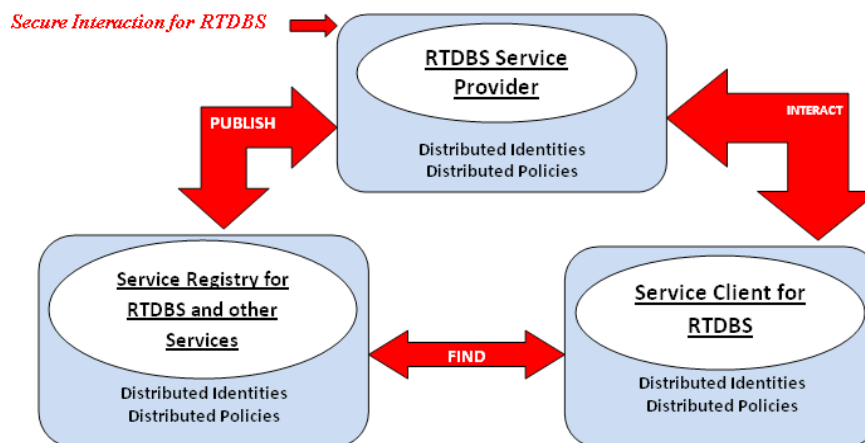 Secure Interaction for RTDBS
RTDBS Service
Provider
PUBLISH
INTERACT
Distributed Identities
Distributed Policies
Service Registry for
RTDBS and other
Services
Service Client for
RTDBS
FIND
Distributed Identities
Distributed Policies
Distributed Identities
Distributed Policies